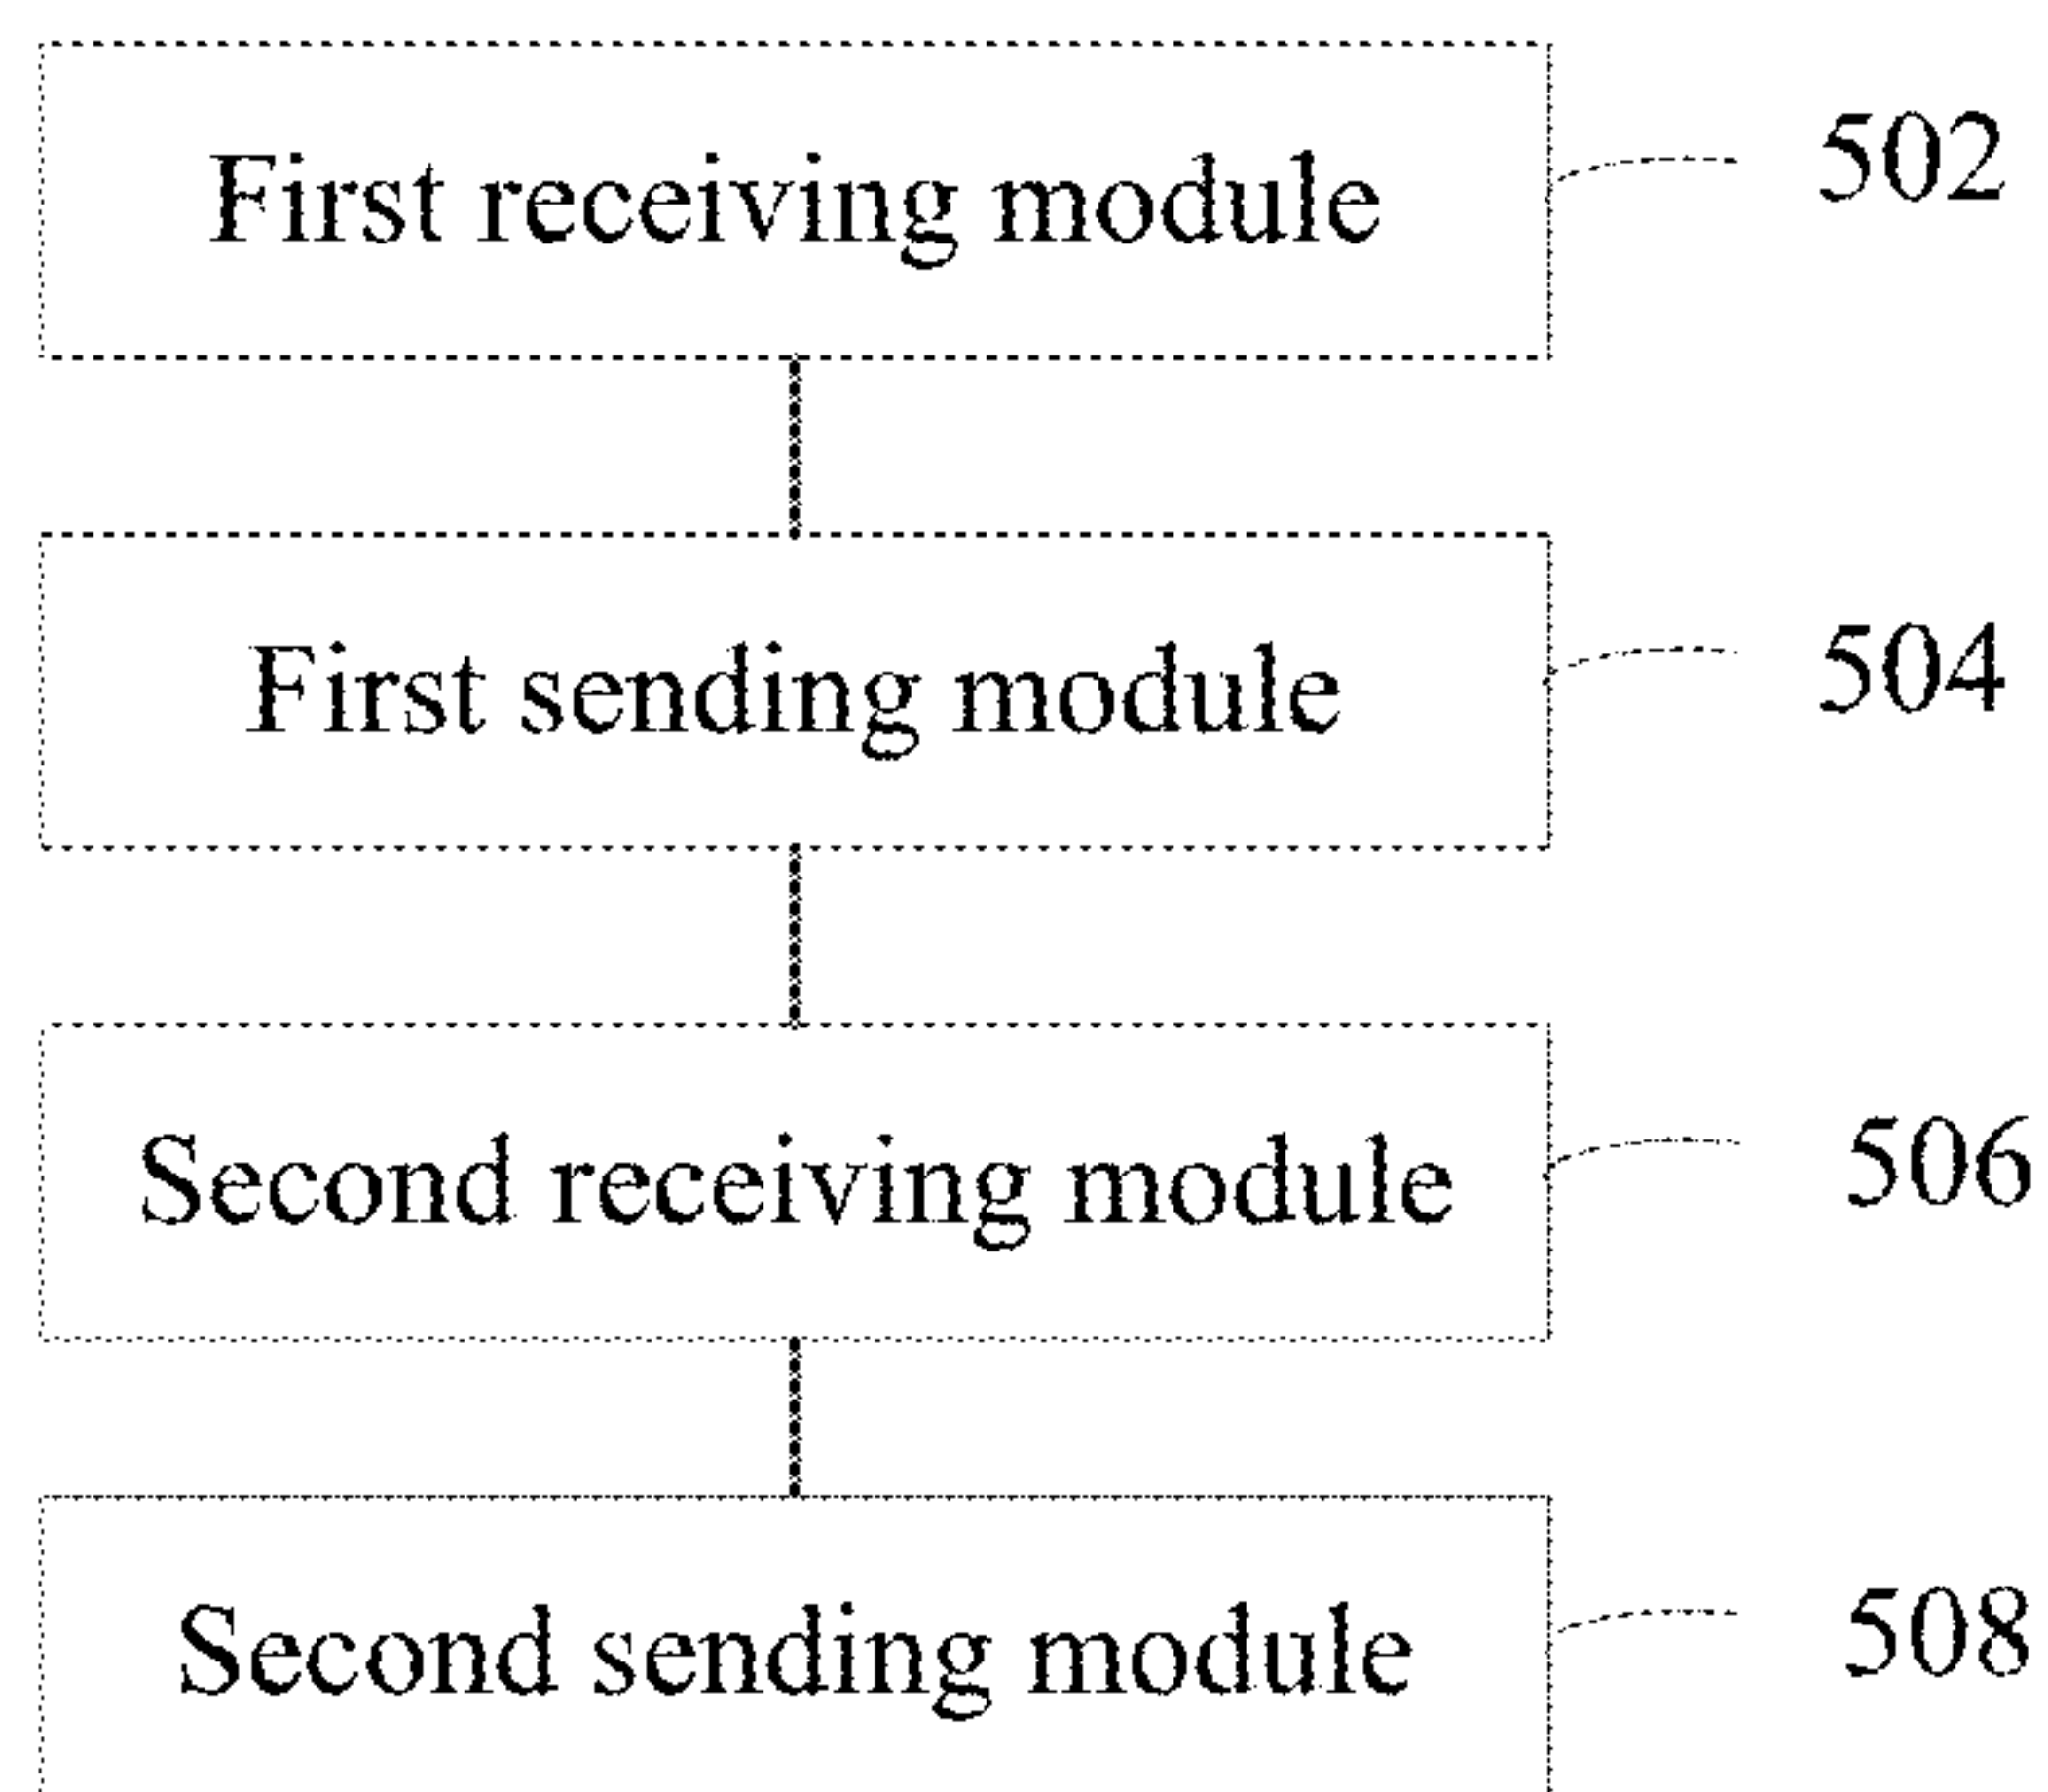 First receiving module 502
First sending module 504
Second receiving module 506
Second sending module 508